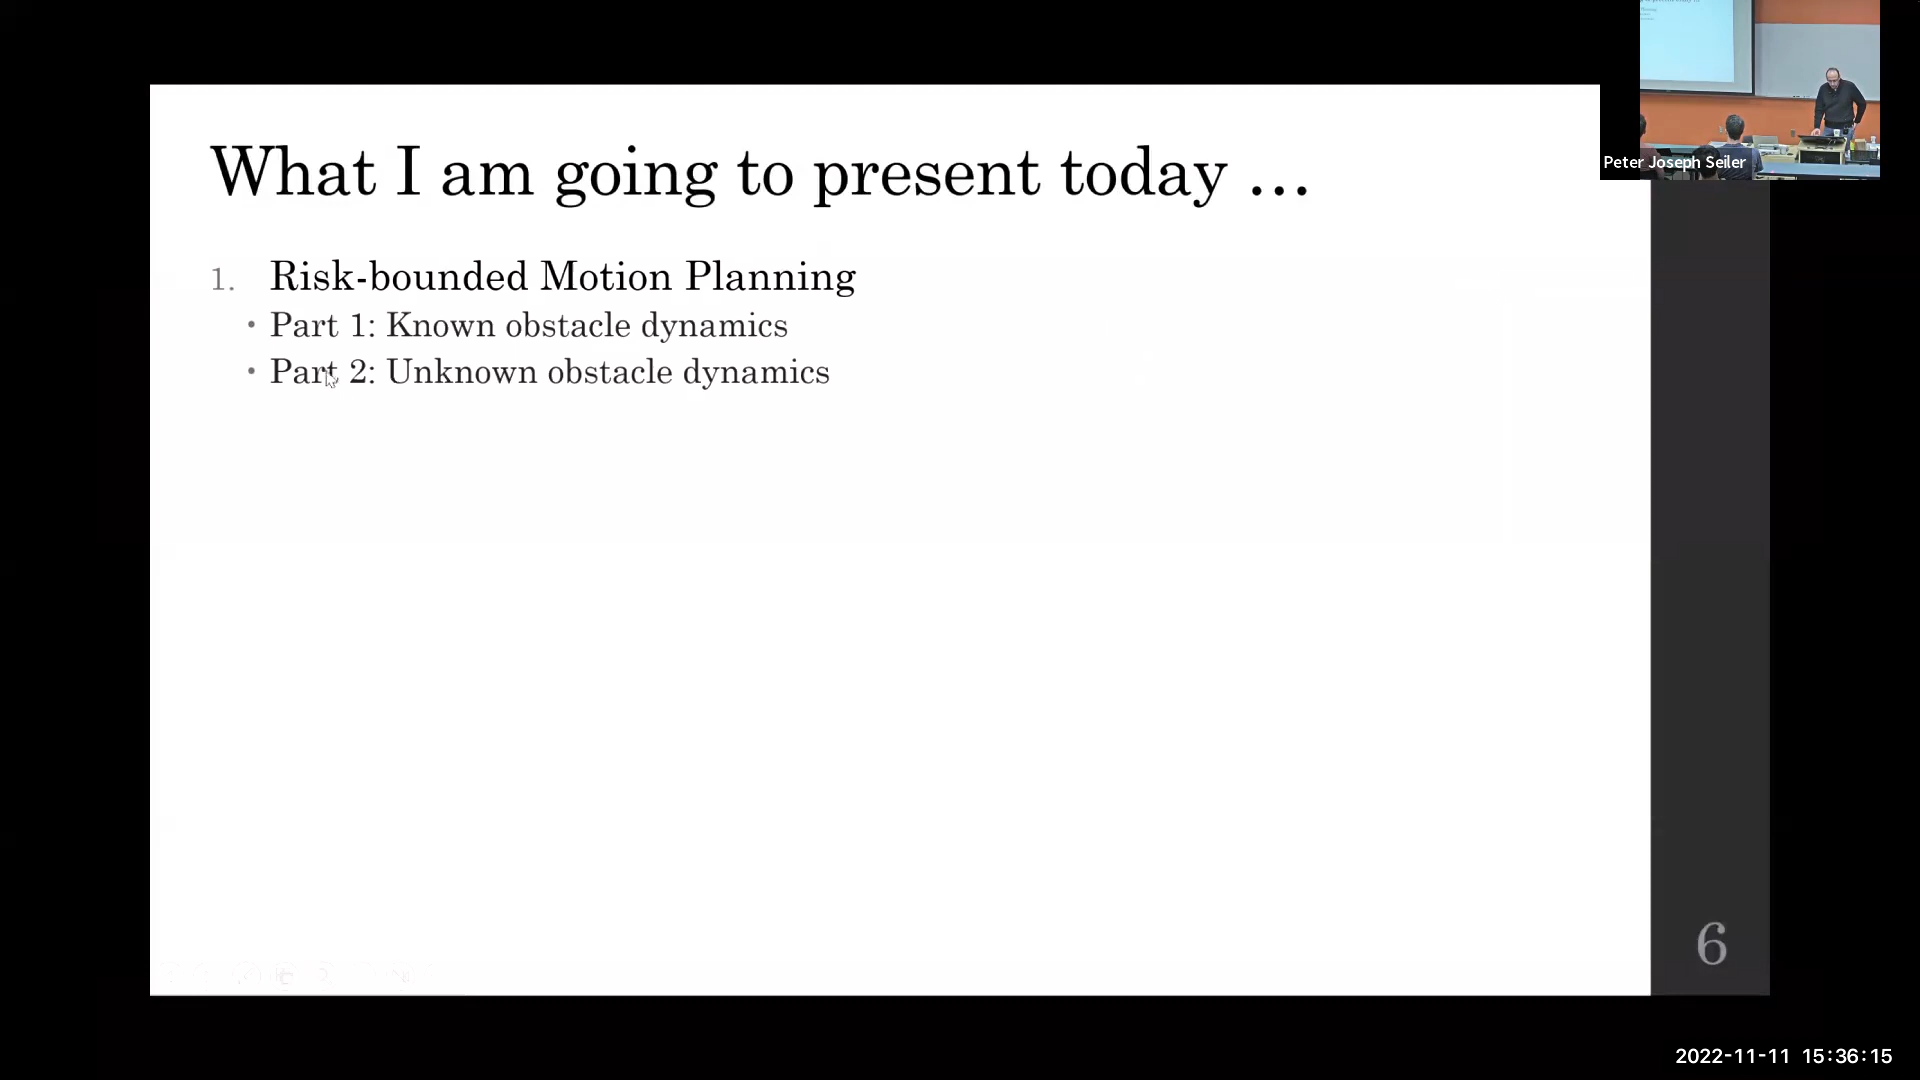 What I am going to present today ...
1. Risk-bounded Motion Planning
• Part 1: Known obstacle dynamics
• Part 2: Unknown obstacle dynamics
6
Peter Joseph Seiler
2022-11-11 15:36:15